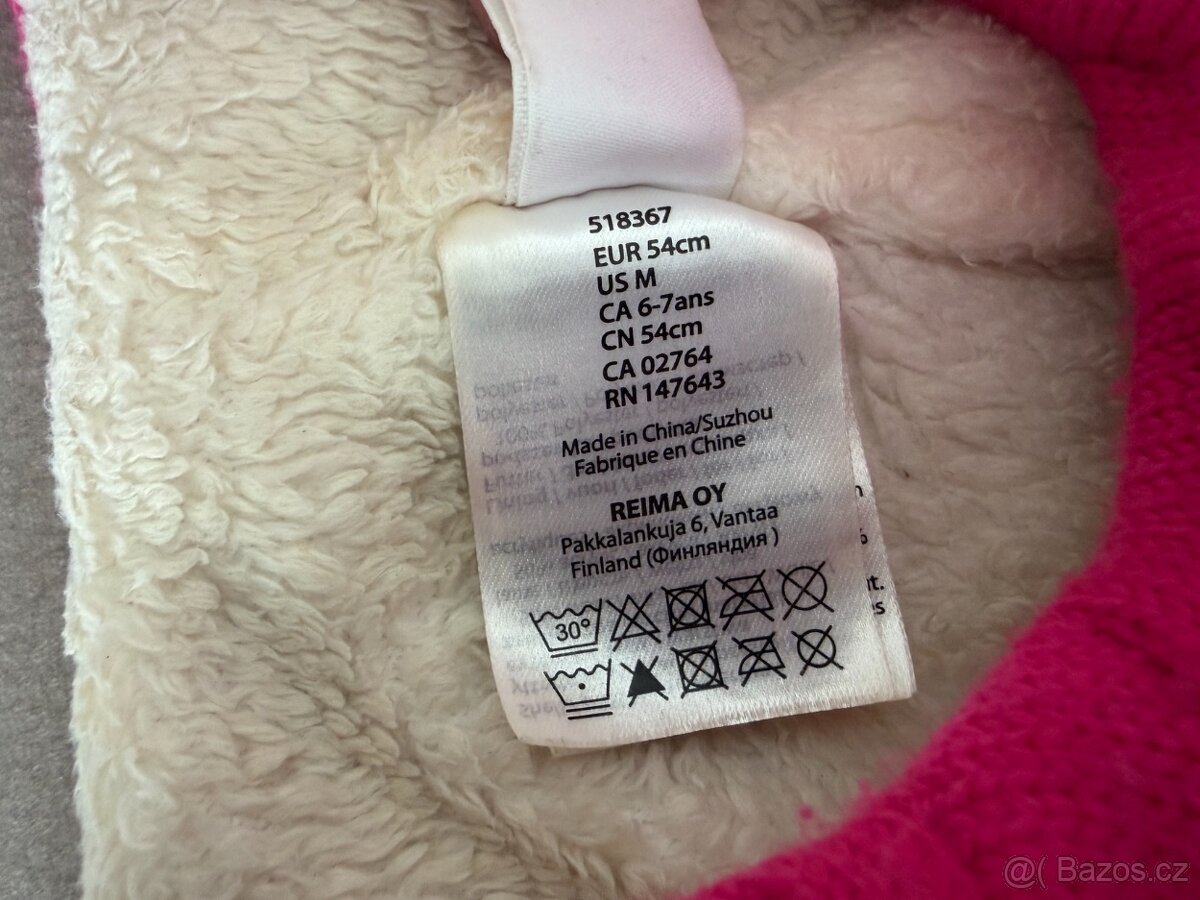 518367
EUR 54cm
US M
CA 6-7ans
CN 54cm
CA 02764
RN 147643
Made in China/Suzhou
Fabrique en Chine
REIMA OY
Pakkalankuja 6, Vantaa
Finland (Финляндия )
30°
@( Bazos.cz